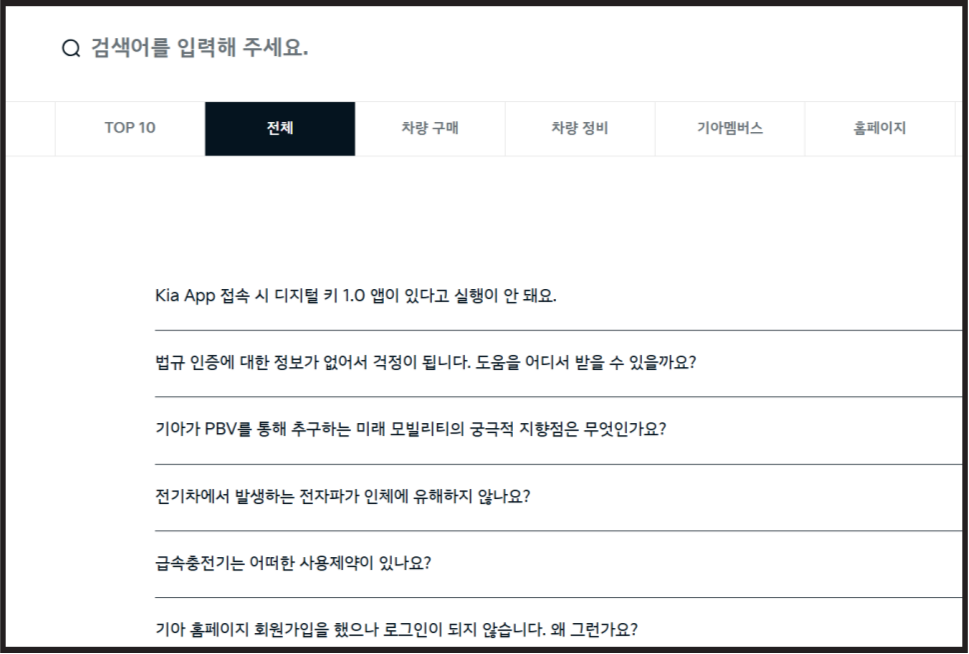 검색어를 입력해 주세요.
TOP 10
전체
차량 구매
차량 정비
기아멤버스
홈페이지
Kia App 접속 시 디지털 키 1.0 앱이 있다고 실행이 안 돼요.
법규 인증에 대한 정보가 없어서 걱정이 됩니다. 도움을 어디서 받을 수 있을까요?
기아가 PBV를 통해 추구하는 미래 모빌리티의 궁극적 지향점은 무엇인가요?
전기차에서 발생하는 전자파가 인체에 유해하지 않나요?
급속충전기는 어떠한 사용제약이 있나요?
기아 홈페이지 회원가입을 했으나 로그인이 되지 않습니다. 왜 그런가요?